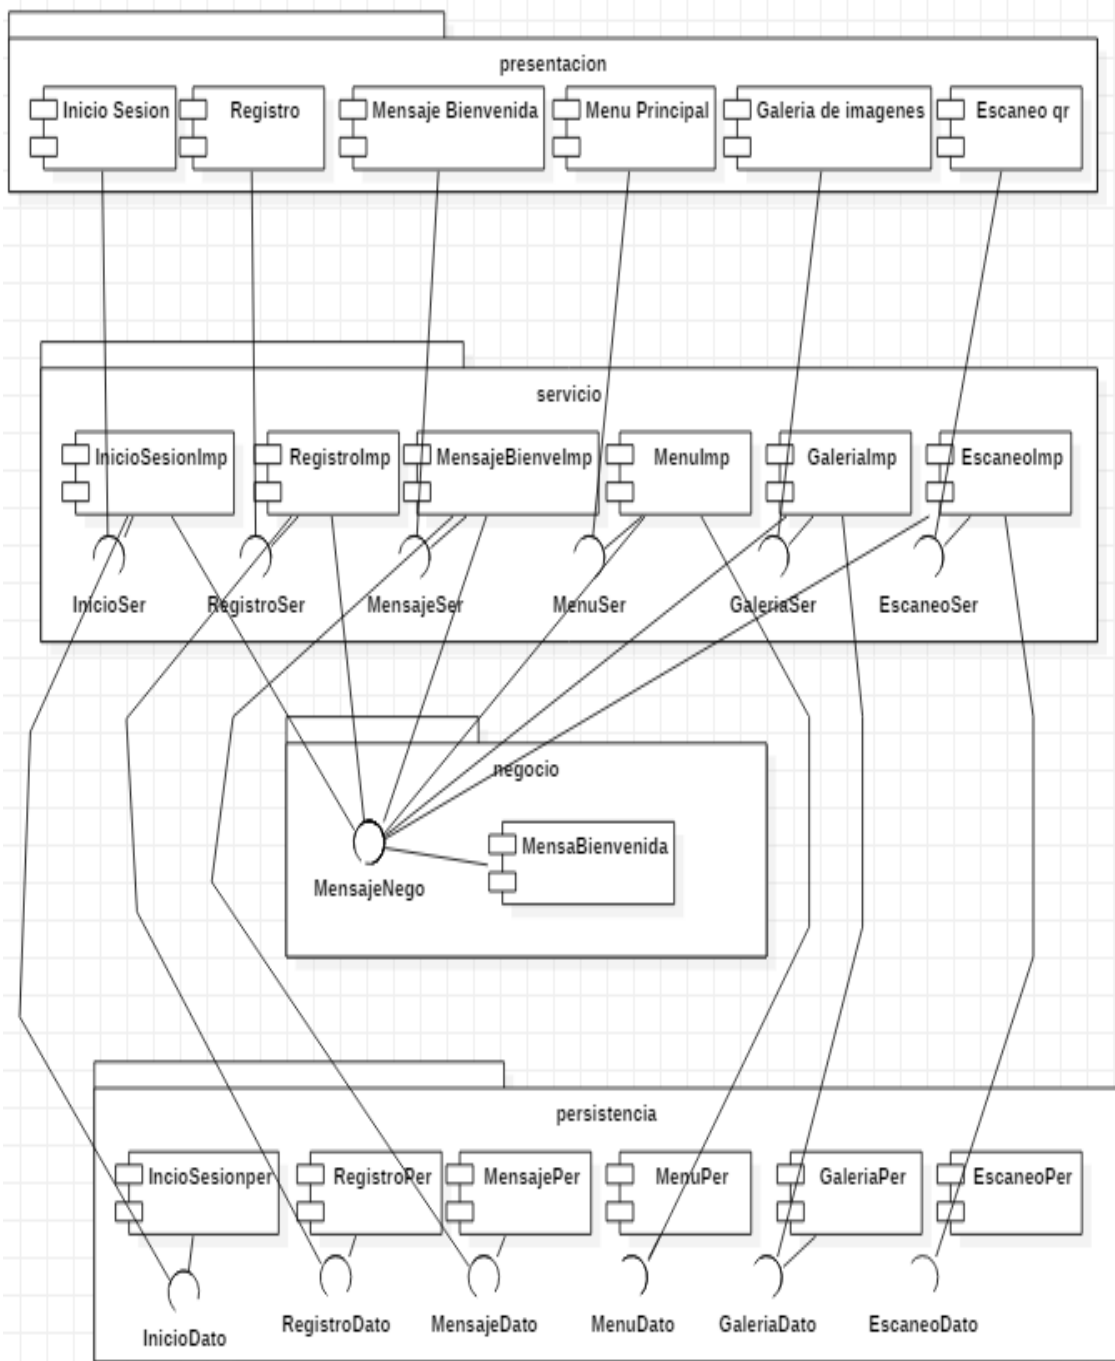 presentacion
Inicio Sesion
Registro
Mensaje Bienvenida
Menu Principal
Galeria de imagenes
Escaneo qr
servicio
InicioSesionImp
RegistroImp
MensajeBienveImp
MenuImp
GaleriaImp
EscaneoImp
InicioSer
RegistroSer
MensajeSer
MenuSer
GaleriaSer
EscaneoSer
negocio
MensaBienvenida
MensajeNego
persistencia
IncioSesionper
RegistroPer
MensajePer
MenuPer
GaleriaPer
EscaneoPer
InicioDato
RegistroDato
MensajeDato
MenuDato
GaleriaDato
EscaneoDato